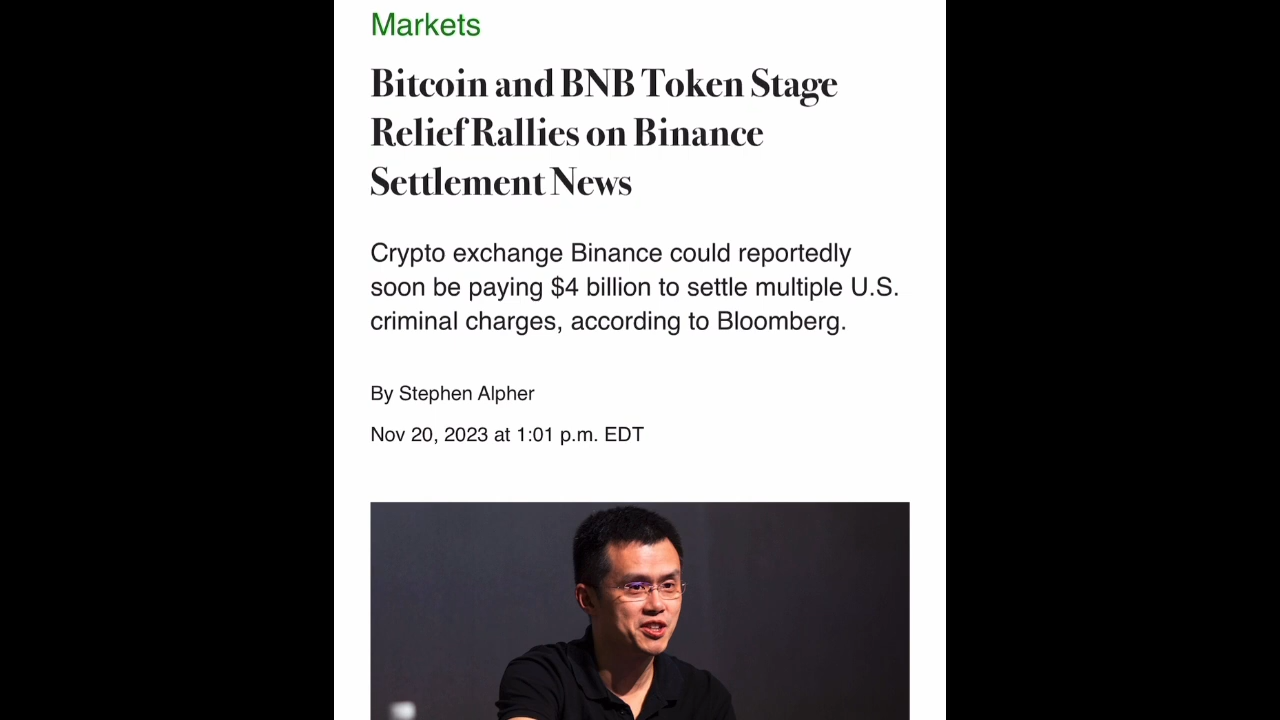 Markets
Bitcoin and BNB Token Stage
Relief Rallies on Binance
Settlement News
Crypto exchange Binance could reportedly
soon be paying $4 billion to settle multiple U.S.
criminal charges, according to Bloomberg.
By Stephen Alpher
Nov 20, 2023 at 1:01 p.m. EDT